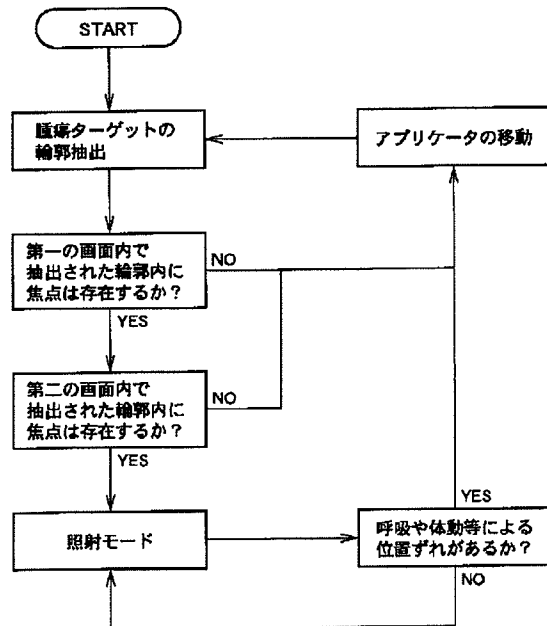 START
腫瘍ターゲットの
輪郭抽出
アプリケータの移動
第一の画面内で
抽出された輪郭内に
焦点は存在するか？
NO
YES
第二の画面内で
抽出された輪郭内に
焦点は存在するか？
NO
YES
照射モード
呼吸や体動等による
位置ずれがあるか？
YES
NO